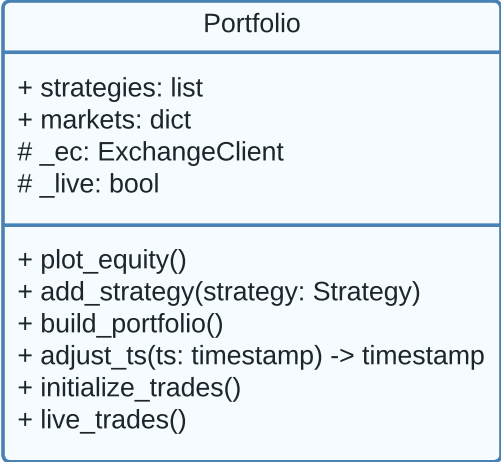 Portfolio
+ strategies: list
+ markets: dict
# _ec: ExchangeClient
# _live: bool
+ plot_equity()
+ add_strategy(strategy: Strategy)
+ build_portfolio()
+ adjust_ts(ts: timestamp) -> timestamp
+ initialize_trades()
+ live_trades()